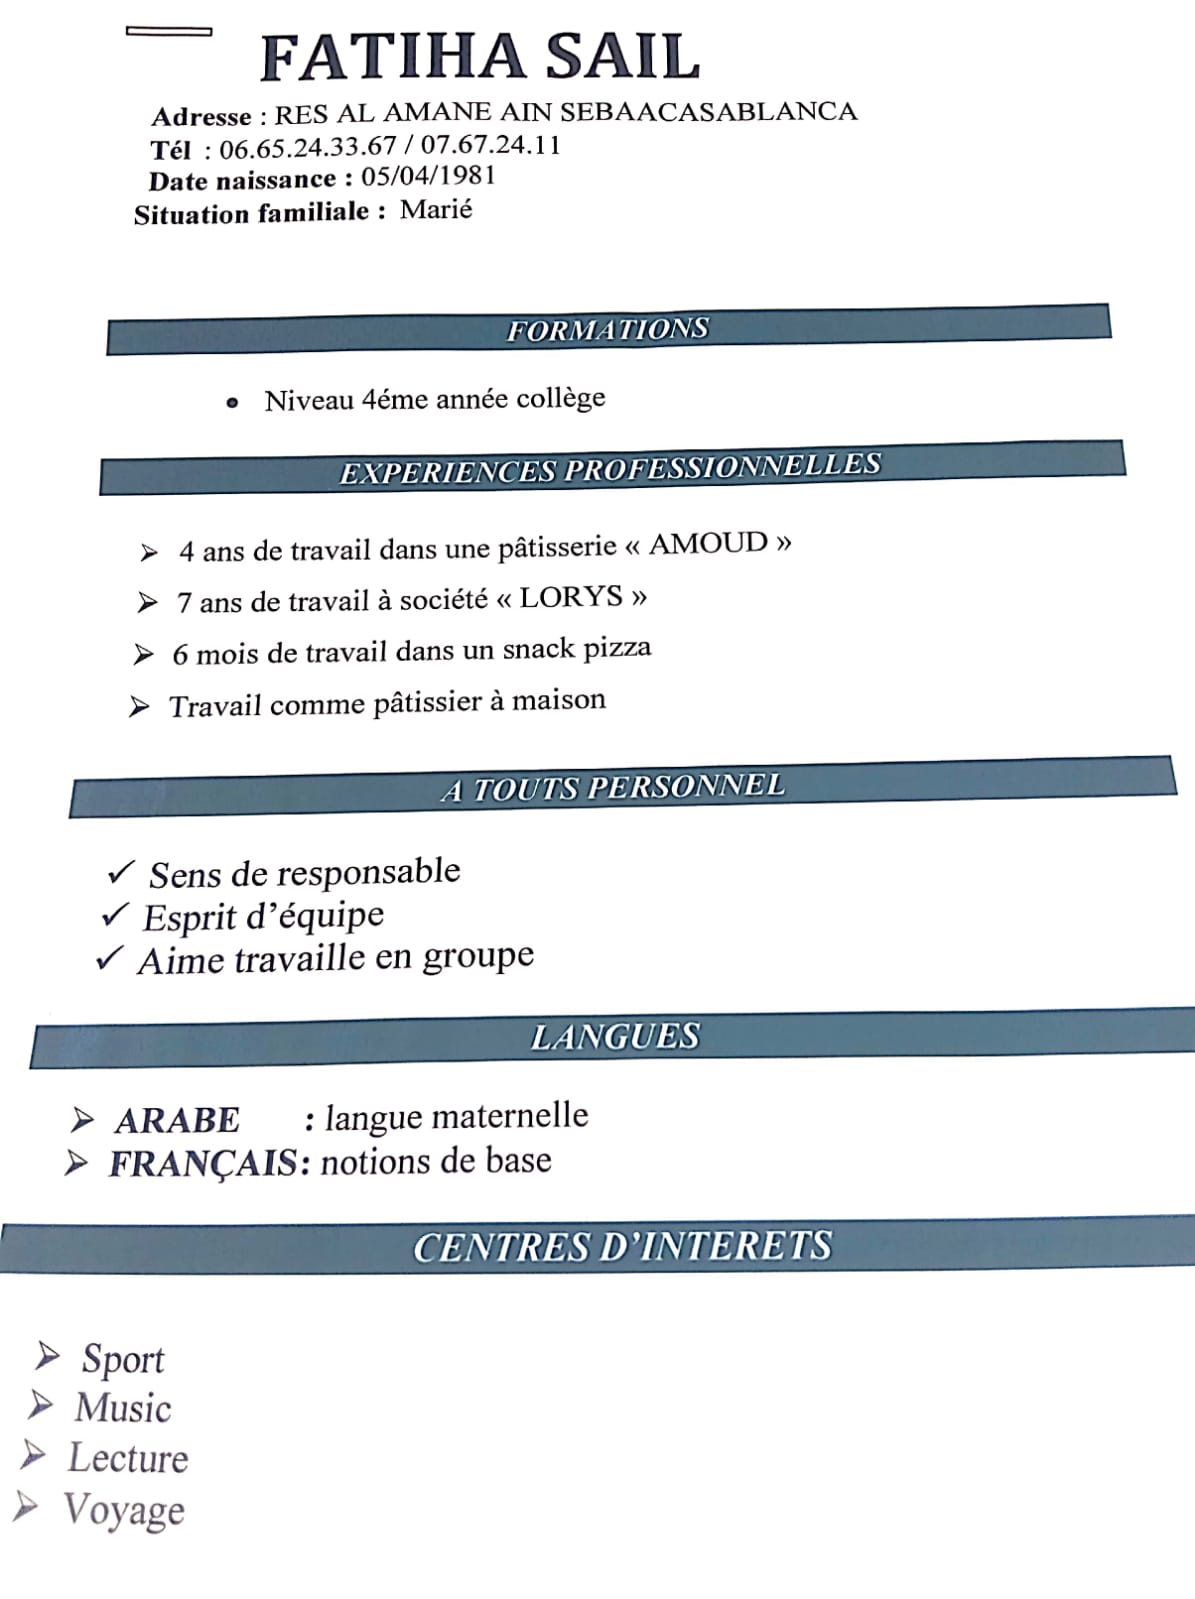 FATIHA SAIL
Adresse : RES AL AMANE AIN SEBAACASABLANCA
Tél : 06.65.24.33.67 / 07.67.24.11
Date naissance : 05/04/1981
Situation familiale : Marié
FORMATIONS
• Niveau 4éme année collège
EXPERIENCES PROFESSIONNELLES
➢ 4 ans de travail dans une pâtisserie « AMOUD »
➢ 7 ans de travail à société « LORYS »
➢ 6 mois de travail dans un snack pizza
➢ Travail comme pâtissier à maison
A TOUTS PERSONNEL
✓ Sens de responsable
✓ Esprit d’équipe
✓ Aime travaille en groupe
LANGUES
➢ ARABE : langue maternelle
➢ FRANÇAIS: notions de base
CENTRES D’INTERETS
➢ Sport
➢ Music
➢ Lecture
➢ Voyage